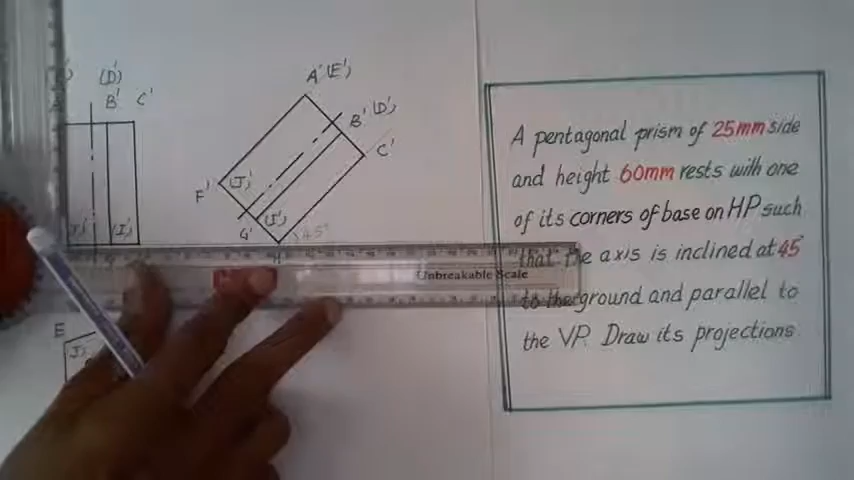 (D')
B' C'
(I')
E
A'(E')
B'(D')
C'
F'
(J')
(I')
G'
45°
H
Unbreakable Scale
A pentagonal prism of 25mm side
and height 60mm rests with one
of its corners of base on HP such
that the axis is inclined at 45°
to the ground and parallel to
the VP. Draw its projections